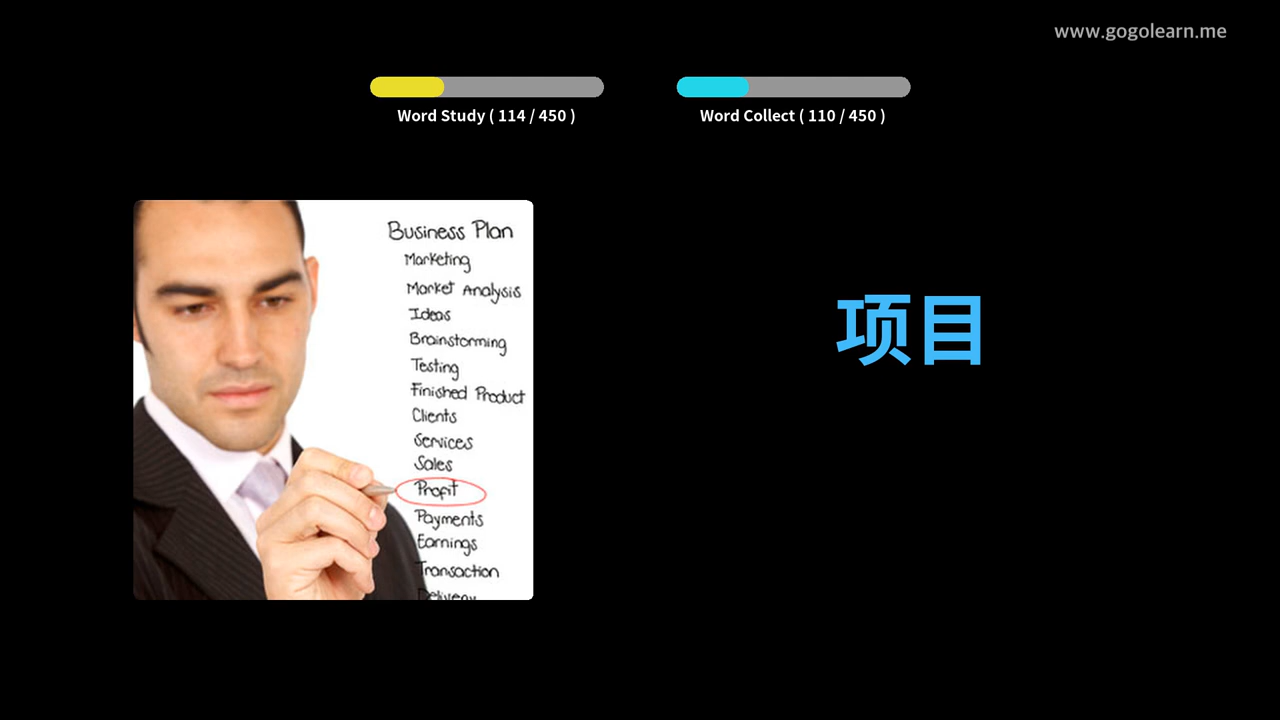 www.gogolearn.me
Word Study ( 114 / 450 )
Word Collect ( 110 / 450 )
Business Plan
Marketing
Market Analysis
Ideas
Brainstorming
Testing
Finished Product
Clients
Services
Sales
Profit
Payments
Earnings
Transaction
Delivery
项目